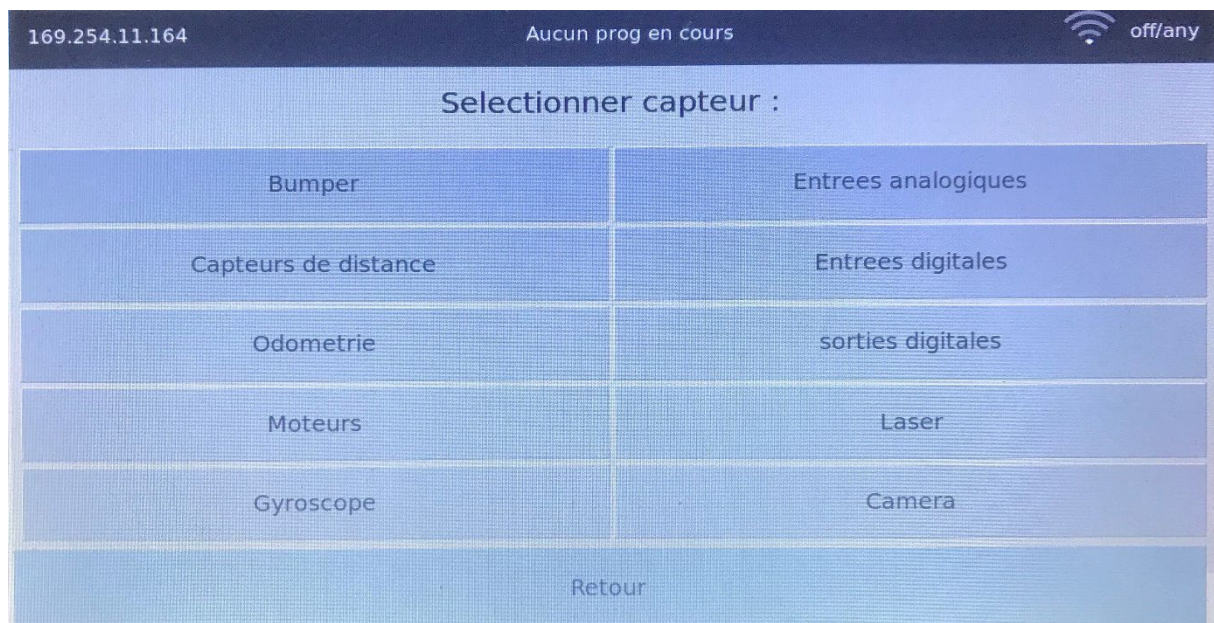 169.254.11.164 Aucun prog en cours off/any
Selectionner capteur :
Bumper Entrees analogiques
Capteurs de distance Entrees digitales
Odometrie sorties digitales
Moteurs Laser
Gyroscope Camera
Retour